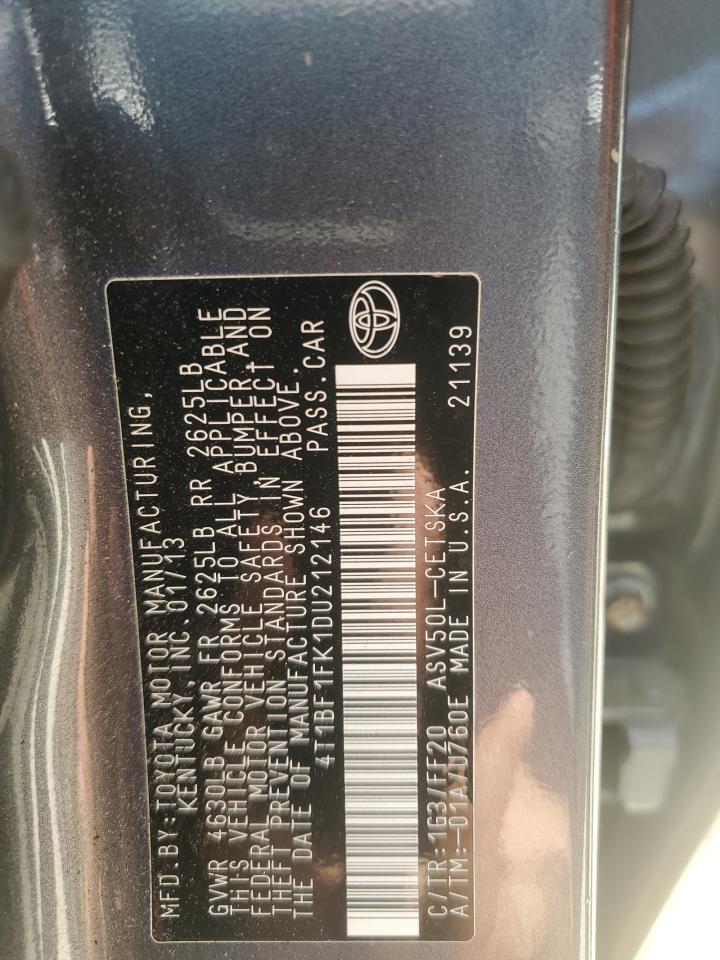 MFD.BY:TOYOTA MOTOR MANUFACTURING,
KENTUCKY, INC. 01/13
GVWR 4630LB GAWR FR 2625LB RR 2625LB
THIS VEHICLE CONFORMS TO ALL APPLICABLE
FEDERAL MOTOR VEHICLE SAFETY, BUMPER, AND
THEFT PREVENTION STANDARDS IN EFFECT ON
THE DATE OF MANUFACTURE SHOWN ABOVE.
4T1BF1FK1DU212146 PASS.CAR
C/TR: 1G3/FF20 ASV50L-CETSKA
A/TM:-01A/U760E MADE IN U.S.A. 21139